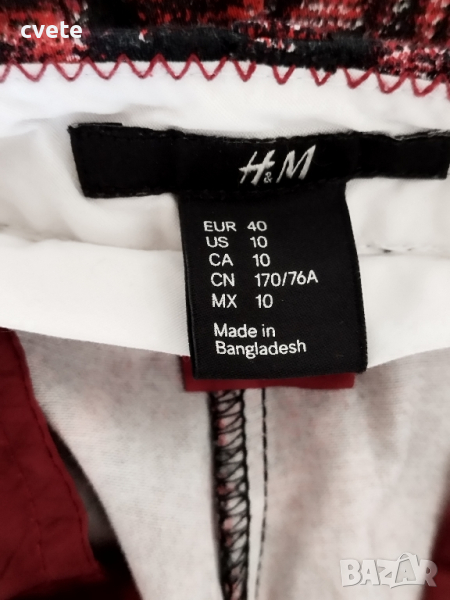 cvete
H&M
EUR 40
US 10
CA 10
CN 170/76A
MX 10
Made in
Bangladesh
BAZAR